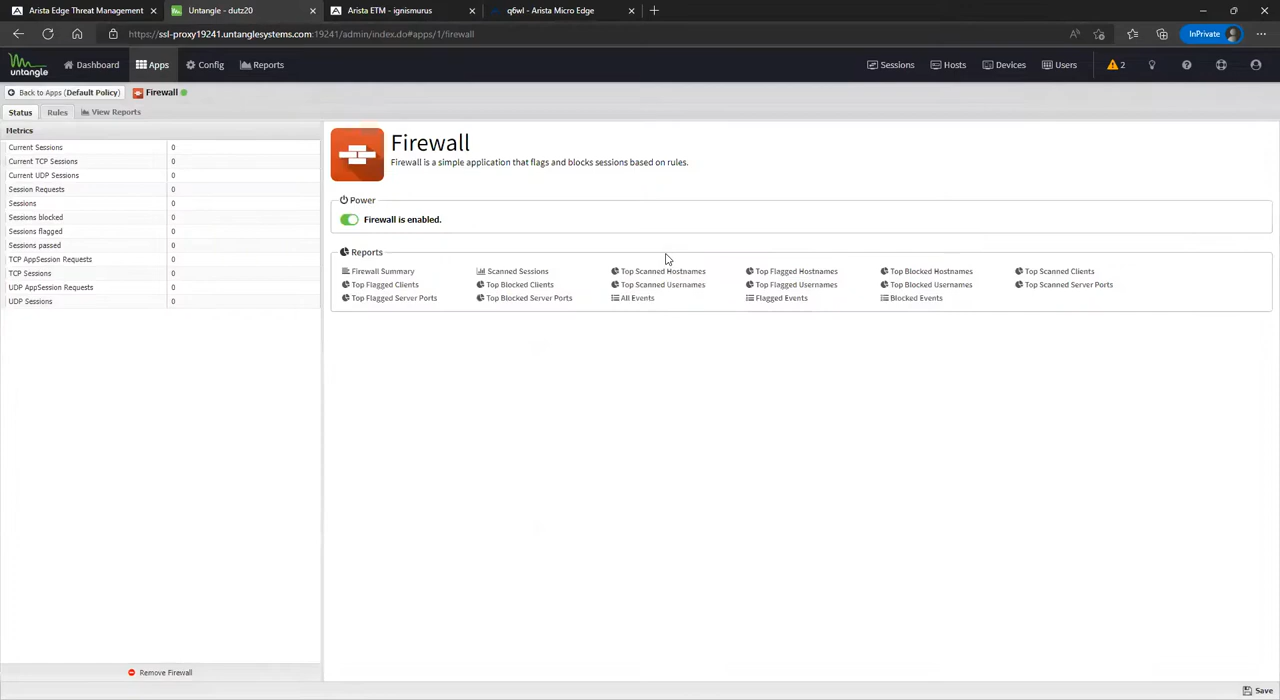 Arista Edge Threat Management
Untangle - dutz20
Arista ETM - ignismurus
q6wl - Arista Micro Edge
https://ssl-proxy19241.untanglesystems.com:19241/admin/index.do#apps/1/firewall
InPrivate
untangle
Dashboard
Apps
Config
Reports
Sessions
Hosts
Devices
Users
2
Back to Apps (Default Policy)
Firewall
Status
Rules
View Reports
Metrics
Current Sessions 0
Current TCP Sessions 0
Current UDP Sessions 0
Session Requests 0
Sessions 0
Sessions blocked 0
Sessions flagged 0
Sessions passed 0
TCP AppSession Requests 0
TCP Sessions 0
UDP AppSession Requests 0
UDP Sessions 0
Remove Firewall
Firewall
Firewall is a simple application that flags and blocks sessions based on rules.
Power
Firewall is enabled.
Reports
Firewall Summary Scanned Sessions Top Scanned Hostnames Top Flagged Hostnames Top Blocked Hostnames Top Scanned Clients
Top Flagged Clients Top Blocked Clients Top Scanned Usernames Top Flagged Usernames Top Blocked Usernames Top Scanned Server Ports
Top Flagged Server Ports Top Blocked Server Ports All Events Flagged Events Blocked Events
Save